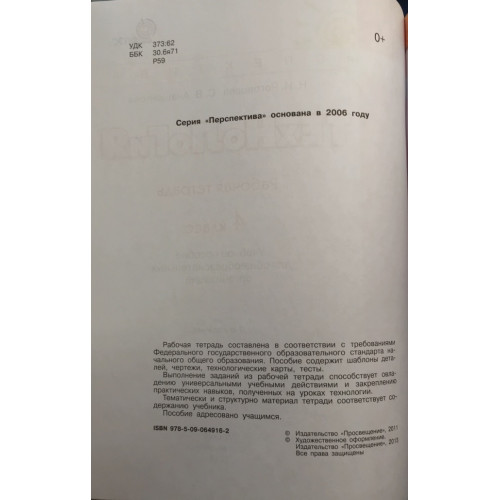 УДК 373:62
ББК 30.6я71
Р59
0+
Серия «Перспектива» основана в 2006 году
Рабочая тетрадь составлена в соответствии с требованиями
Федерального государственного образовательного стандарта на-
чального общего образования. Пособие содержит шаблоны дета-
лей, чертежи, технологические карты, тесты.
Выполнение заданий из рабочей тетради способствует овла-
дению универсальными учебными действиями и закреплению
практических навыков, полученных на уроках технологии.
Тематически и структурно материал тетради соответствует со-
держанию учебника.
Пособие адресовано учащимся.
ISBN 978-5-09-064916-2
© Издательство «Просвещение», 2011
© Художественное оформление.
Издательство «Просвещение»,
Все права защищены